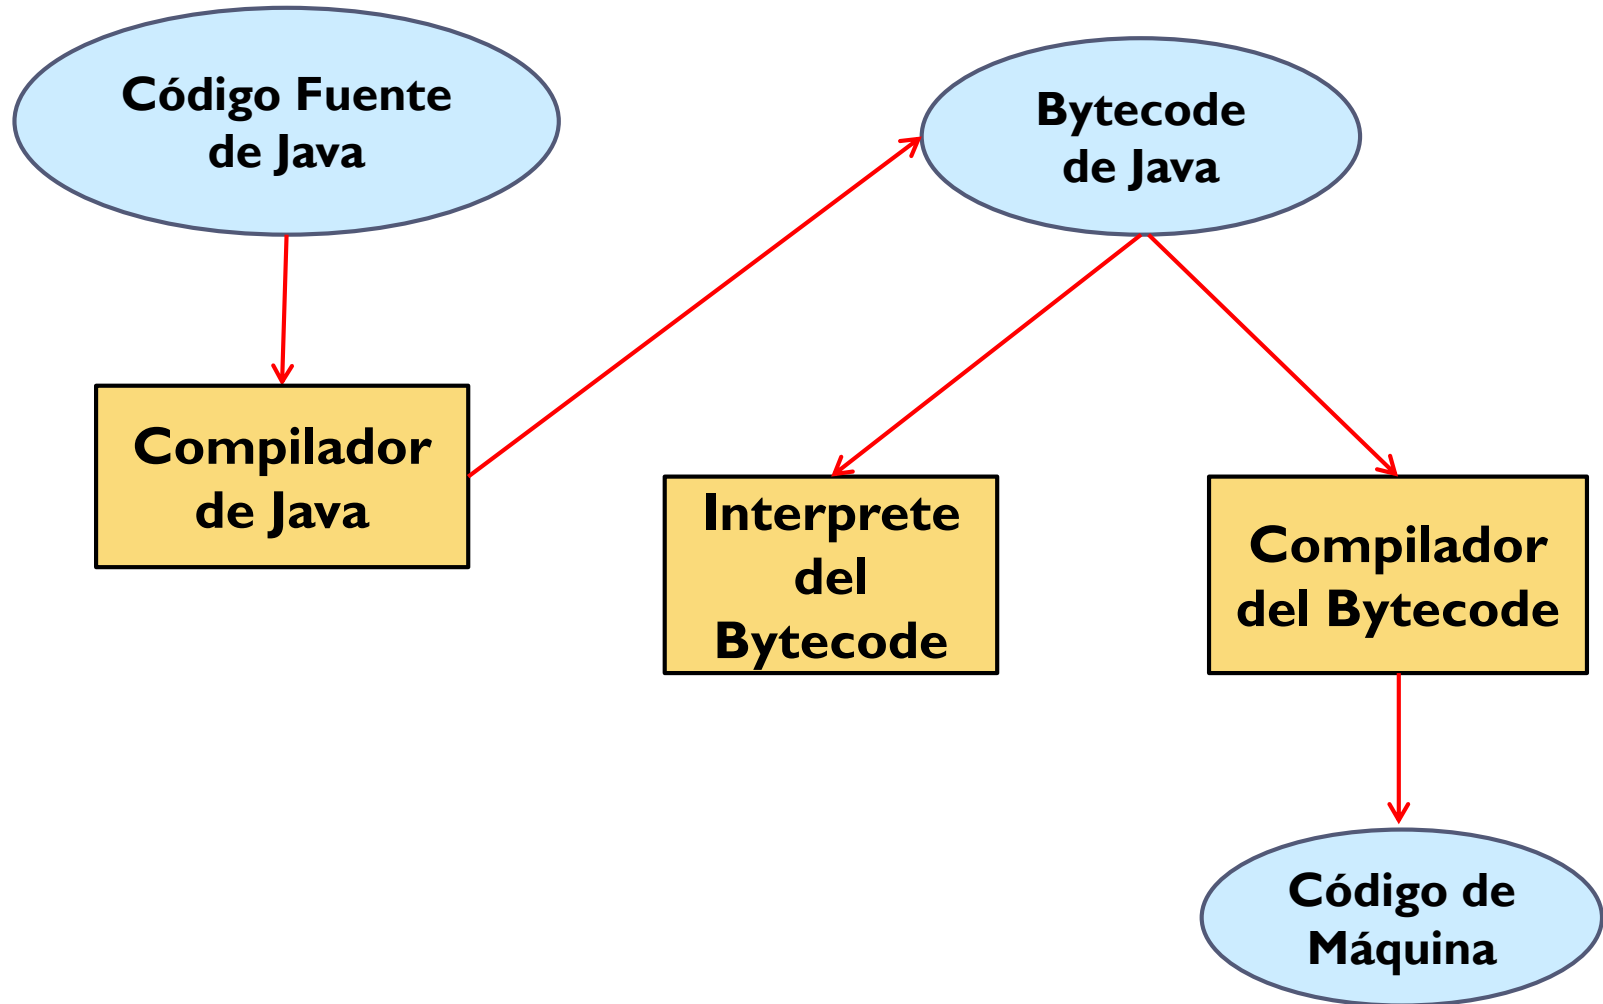 Código Fuente
de Java
Bytecode
de Java
Compilador
de Java
Interprete
del
Bytecode
Compilador
del Bytecode
Código de
Máquina